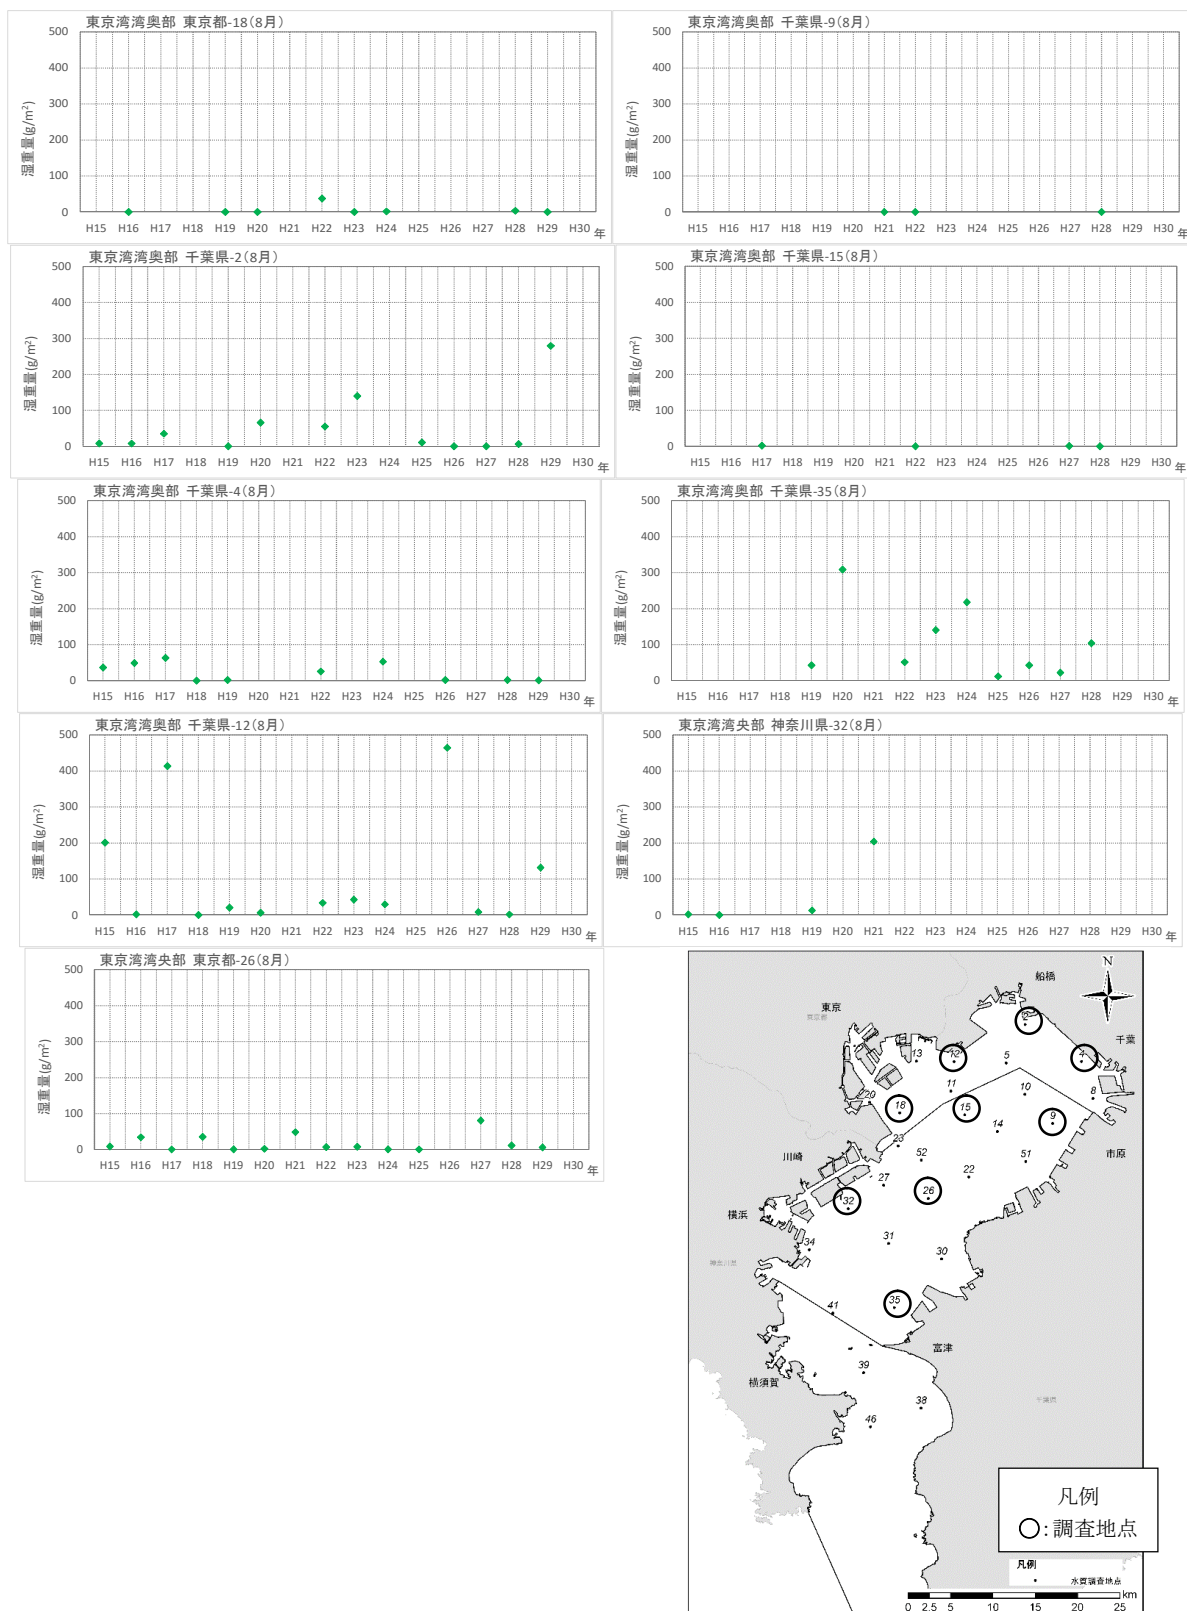 東京湾湾奥部 東京都-18(8月)
湿重量(g/m²)
500
400
300
200
100
0
H15 H16 H17 H18 H19 H20 H21 H22 H23 H24 H25 H26 H27 H28 H29 H30 年
東京湾湾奥部 千葉県-9(8月)
湿重量(g/m²)
500
400
300
200
100
0
H15 H16 H17 H18 H19 H20 H21 H22 H23 H24 H25 H26 H27 H28 H29 H30 年
東京湾湾奥部 千葉県-2(8月)
湿重量(g/m²)
500
400
300
200
100
0
H15 H16 H17 H18 H19 H20 H21 H22 H23 H24 H25 H26 H27 H28 H29 H30 年
東京湾湾奥部 千葉県-15(8月)
湿重量(g/m²)
500
400
300
200
100
0
H15 H16 H17 H18 H19 H20 H21 H22 H23 H24 H25 H26 H27 H28 H29 H30 年
東京湾湾奥部 千葉県-4(8月)
湿重量(g/m²)
500
400
300
200
100
0
H15 H16 H17 H18 H19 H20 H21 H22 H23 H24 H25 H26 H27 H28 H29 H30 年
東京湾湾奥部 千葉県-35(8月)
湿重量(g/m²)
500
400
300
200
100
0
H15 H16 H17 H18 H19 H20 H21 H22 H23 H24 H25 H26 H27 H28 H29 H30 年
東京湾湾奥部 千葉県-12(8月)
湿重量(g/m²)
500
400
300
200
100
0
H15 H16 H17 H18 H19 H20 H21 H22 H23 H24 H25 H26 H27 H28 H29 H30 年
東京湾湾央部 神奈川県-32(8月)
湿重量(g/m²)
500
400
300
200
100
0
H15 H16 H17 H18 H19 H20 H21 H22 H23 H24 H25 H26 H27 H28 H29 H30 年
東京湾湾央部 東京都-26(8月)
湿重量(g/m²)
500
400
300
200
100
0
H15 H16 H17 H18 H19 H20 H21 H22 H23 H24 H25 H26 H27 H28 H29 H30 年
N
船橋
東京
東京都
千葉
2
13
12
5
4
11
10
8
29
18
15
14
9
23
52
51
市原
川崎
27
26
22
32
横浜
34
31
30
神奈川県
35
41
富津
39
横須賀
38
千葉県
46
凡例
○:調査地点
凡例
水質調査地点
0 2.5 5 10 15 20 25 km